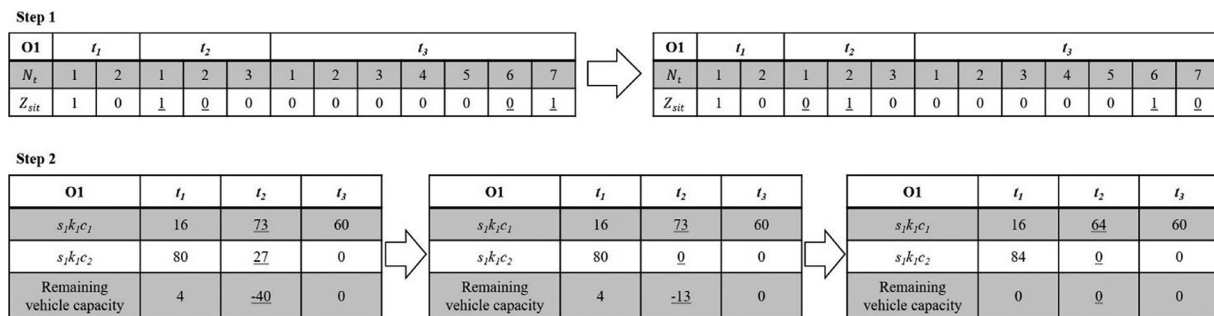 Step 1
O1 t1 t2 t3
Nt 1 2 1 2 3 1 2 3 4 5 6 7
Zsit 1 0 1 0 0 0 0 0 0 0 0 1
O1 t1 t2 t3
Nt 1 2 1 2 3 1 2 3 4 5 6 7
Zsit 1 0 0 1 0 0 0 0 0 0 1 0
Step 2
O1 t1 t2 t3
s1k1c1 16 73 60
s1k1c2 80 27 0
Remaining
vehicle capacity 4 -40 0
O1 t1 t2 t3
s1k1c1 16 73 60
s1k1c2 80 0 0
Remaining
vehicle capacity 4 -13 0
O1 t1 t2 t3
s1k1c1 16 64 60
s1k1c2 84 0 0
Remaining
vehicle capacity 0 0 0